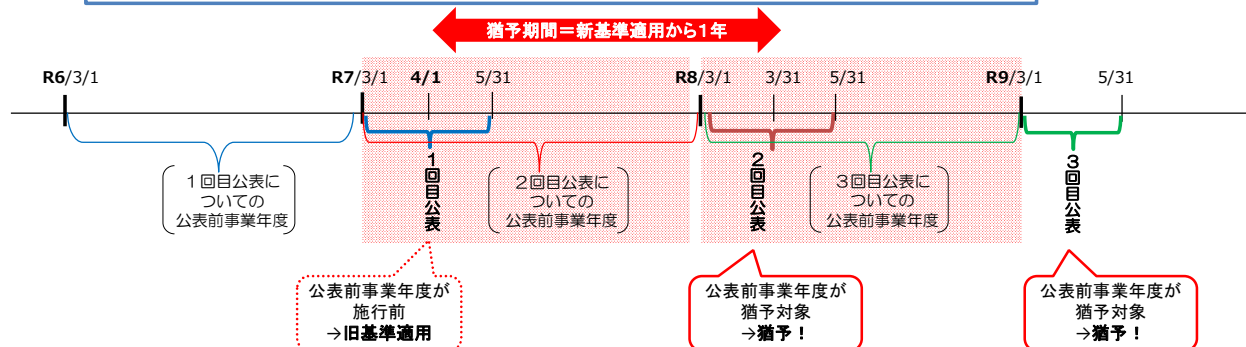 猶予期間＝新基準適用から１年
R6/3/1
R7/3/1
4/1
5/31
R8/3/1
3/31
5/31
R9/3/1
5/31
１回目公表に
ついての
公表前事業年度
１回目公表
２回目公表に
ついての
公表前事業年度
２回目公表
３回目公表に
ついての
公表前事業年度
３回目公表
公表前事業年度が
施行前
→旧基準適用
公表前事業年度が
猶予対象
→猶予！
公表前事業年度が
猶予対象
→猶予！